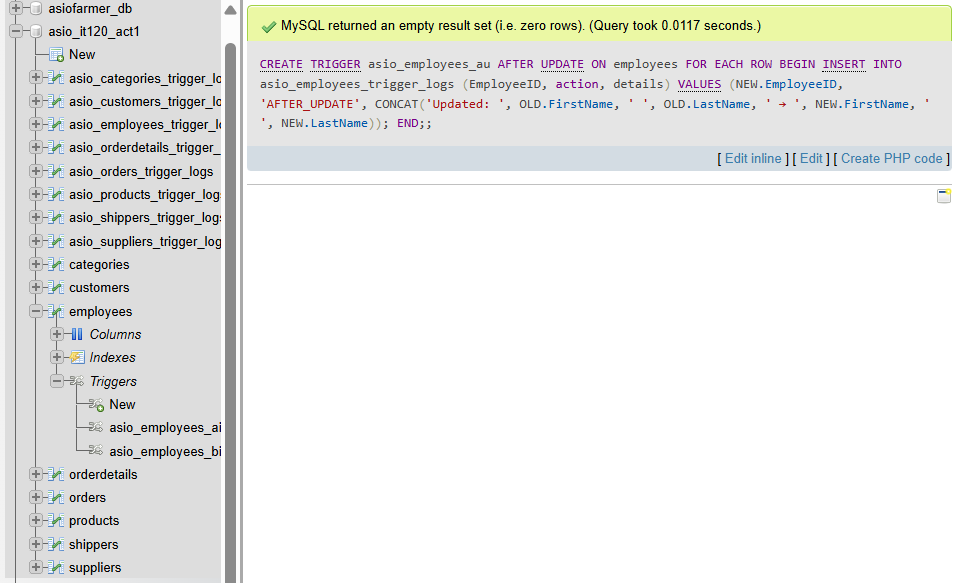 asiofarmer_db
asio_it120_act1
New
asio_categories_trigger_lo
asio_customers_trigger_lo
asio_employees_trigger_l
asio_orderdetails_trigger_
asio_orders_trigger_logs
asio_products_trigger_log
asio_shippers_trigger_logs
asio_suppliers_trigger_log
categories
customers
employees
Columns
Indexes
Triggers
New
asio_employees_ai
asio_employees_bi
orderdetails
orders
products
shippers
suppliers
MySQL returned an empty result set (i.e. zero rows). (Query took 0.0117 seconds.)
CREATE TRIGGER asio_employees_au AFTER UPDATE ON employees FOR EACH ROW BEGIN INSERT INTO
asio_employees_trigger_logs (EmployeeID, action, details) VALUES (NEW.EmployeeID,
'AFTER_UPDATE', CONCAT('Updated: ', OLD.FirstName, ' ', OLD.LastName, ' → ', NEW.FirstName, '
', NEW.LastName)); END;;
[ Edit inline ] [ Edit ] [ Create PHP code ]